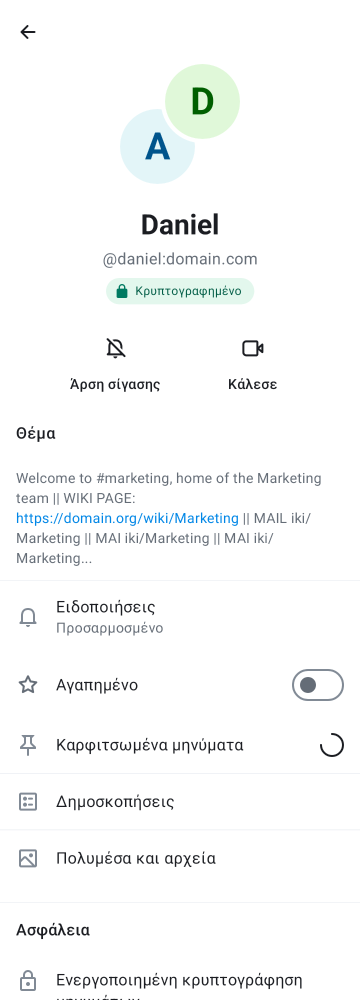 D
A
Daniel
@daniel:domain.com
Κρυπτογραφημένο
Άρση σίγασης
Κάλεσε
Θέμα
Welcome to #marketing, home of the Marketing
team || WIKI PAGE:
https://domain.org/wiki/Marketing || MAIL iki/
Marketing || MAI iki/Marketing || MAI iki/
Marketing...
Ειδοποιήσεις
Προσαρμοσμένο
Αγαπημένο
Καρφιτσωμένα μηνύματα
Δημοσκοπήσεις
Πολυμέσα και αρχεία
Ασφάλεια
Ενεργοποιημένη κρυπτογράφηση